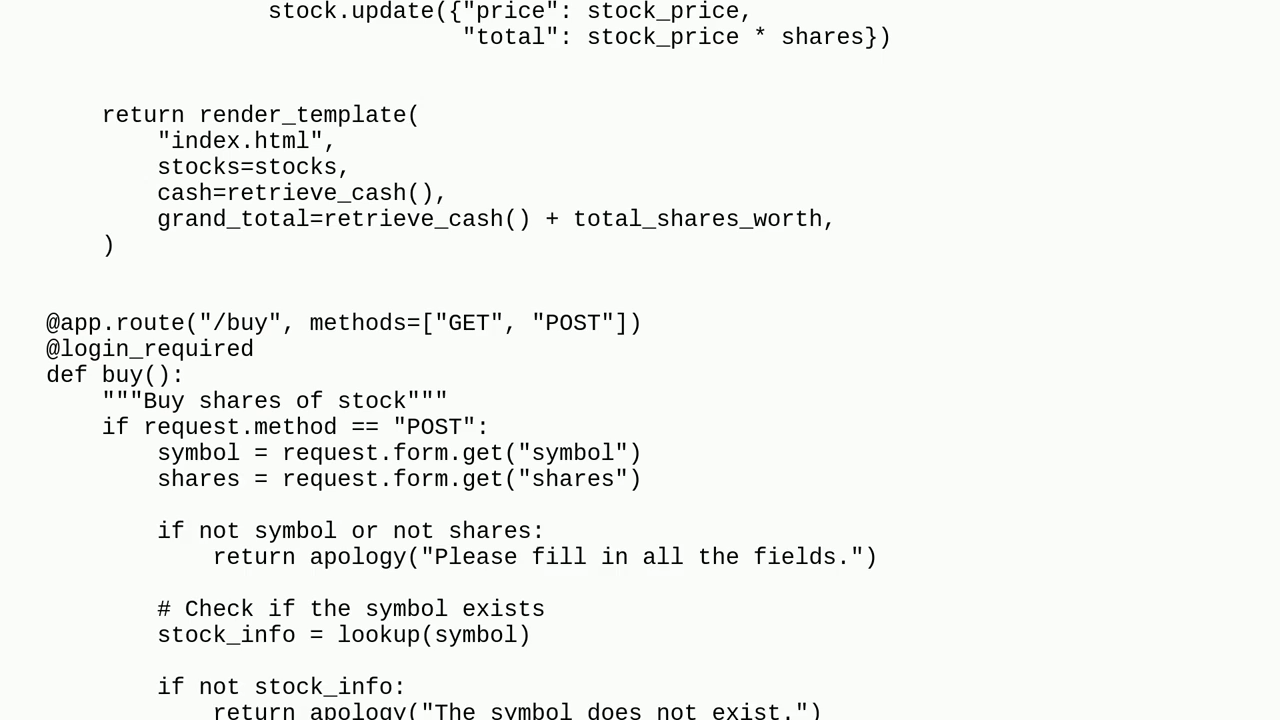 stock.update({"price": stock_price,
"total": stock_price * shares})
return render_template(
"index.html",
stocks=stocks,
cash=retrieve_cash(),
grand_total=retrieve_cash() + total_shares_worth,
)
@app.route("/buy", methods=["GET", "POST"])
@login_required
def buy():
"""Buy shares of stock"""
if request.method == "POST":
symbol = request.form.get("symbol")
shares = request.form.get("shares")
if not symbol or not shares:
return apology("Please fill in all the fields.")
# Check if the symbol exists
stock_info = lookup(symbol)
if not stock_info:
return apology("The symbol does not exist.")